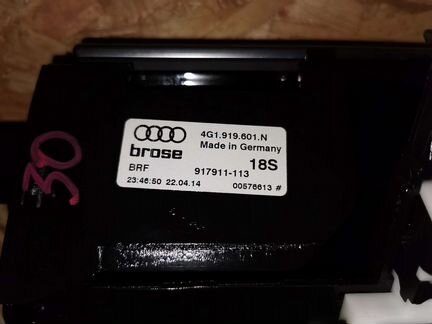 30
4G1.919.601.N
Made in Germany
brose
18S
BRF
917911-113
23:46:50 22.04.14
00576613 #